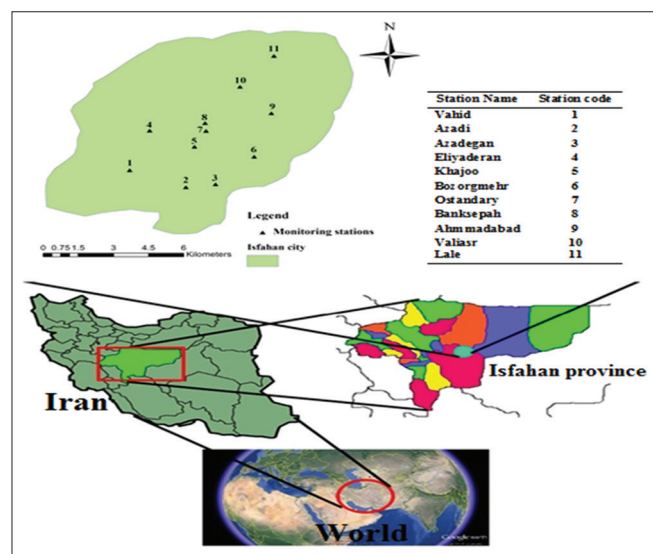 11
N
10
9
8
4
7
5
6
1
2
3
Legend
Monitoring stations
Isfahan city
0 0.75 1.5 3 4.5 6
Kilometers
Station Name Station code
Vahid 1
Azadi 2
Azadegan 3
Eliyaderan 4
Khajoo 5
Bozorgmehr 6
Ostandary 7
Banksepah 8
Ahmmadabad 9
Valiasr 10
Lale 11
Isfahan province
Iran
World
Google earth